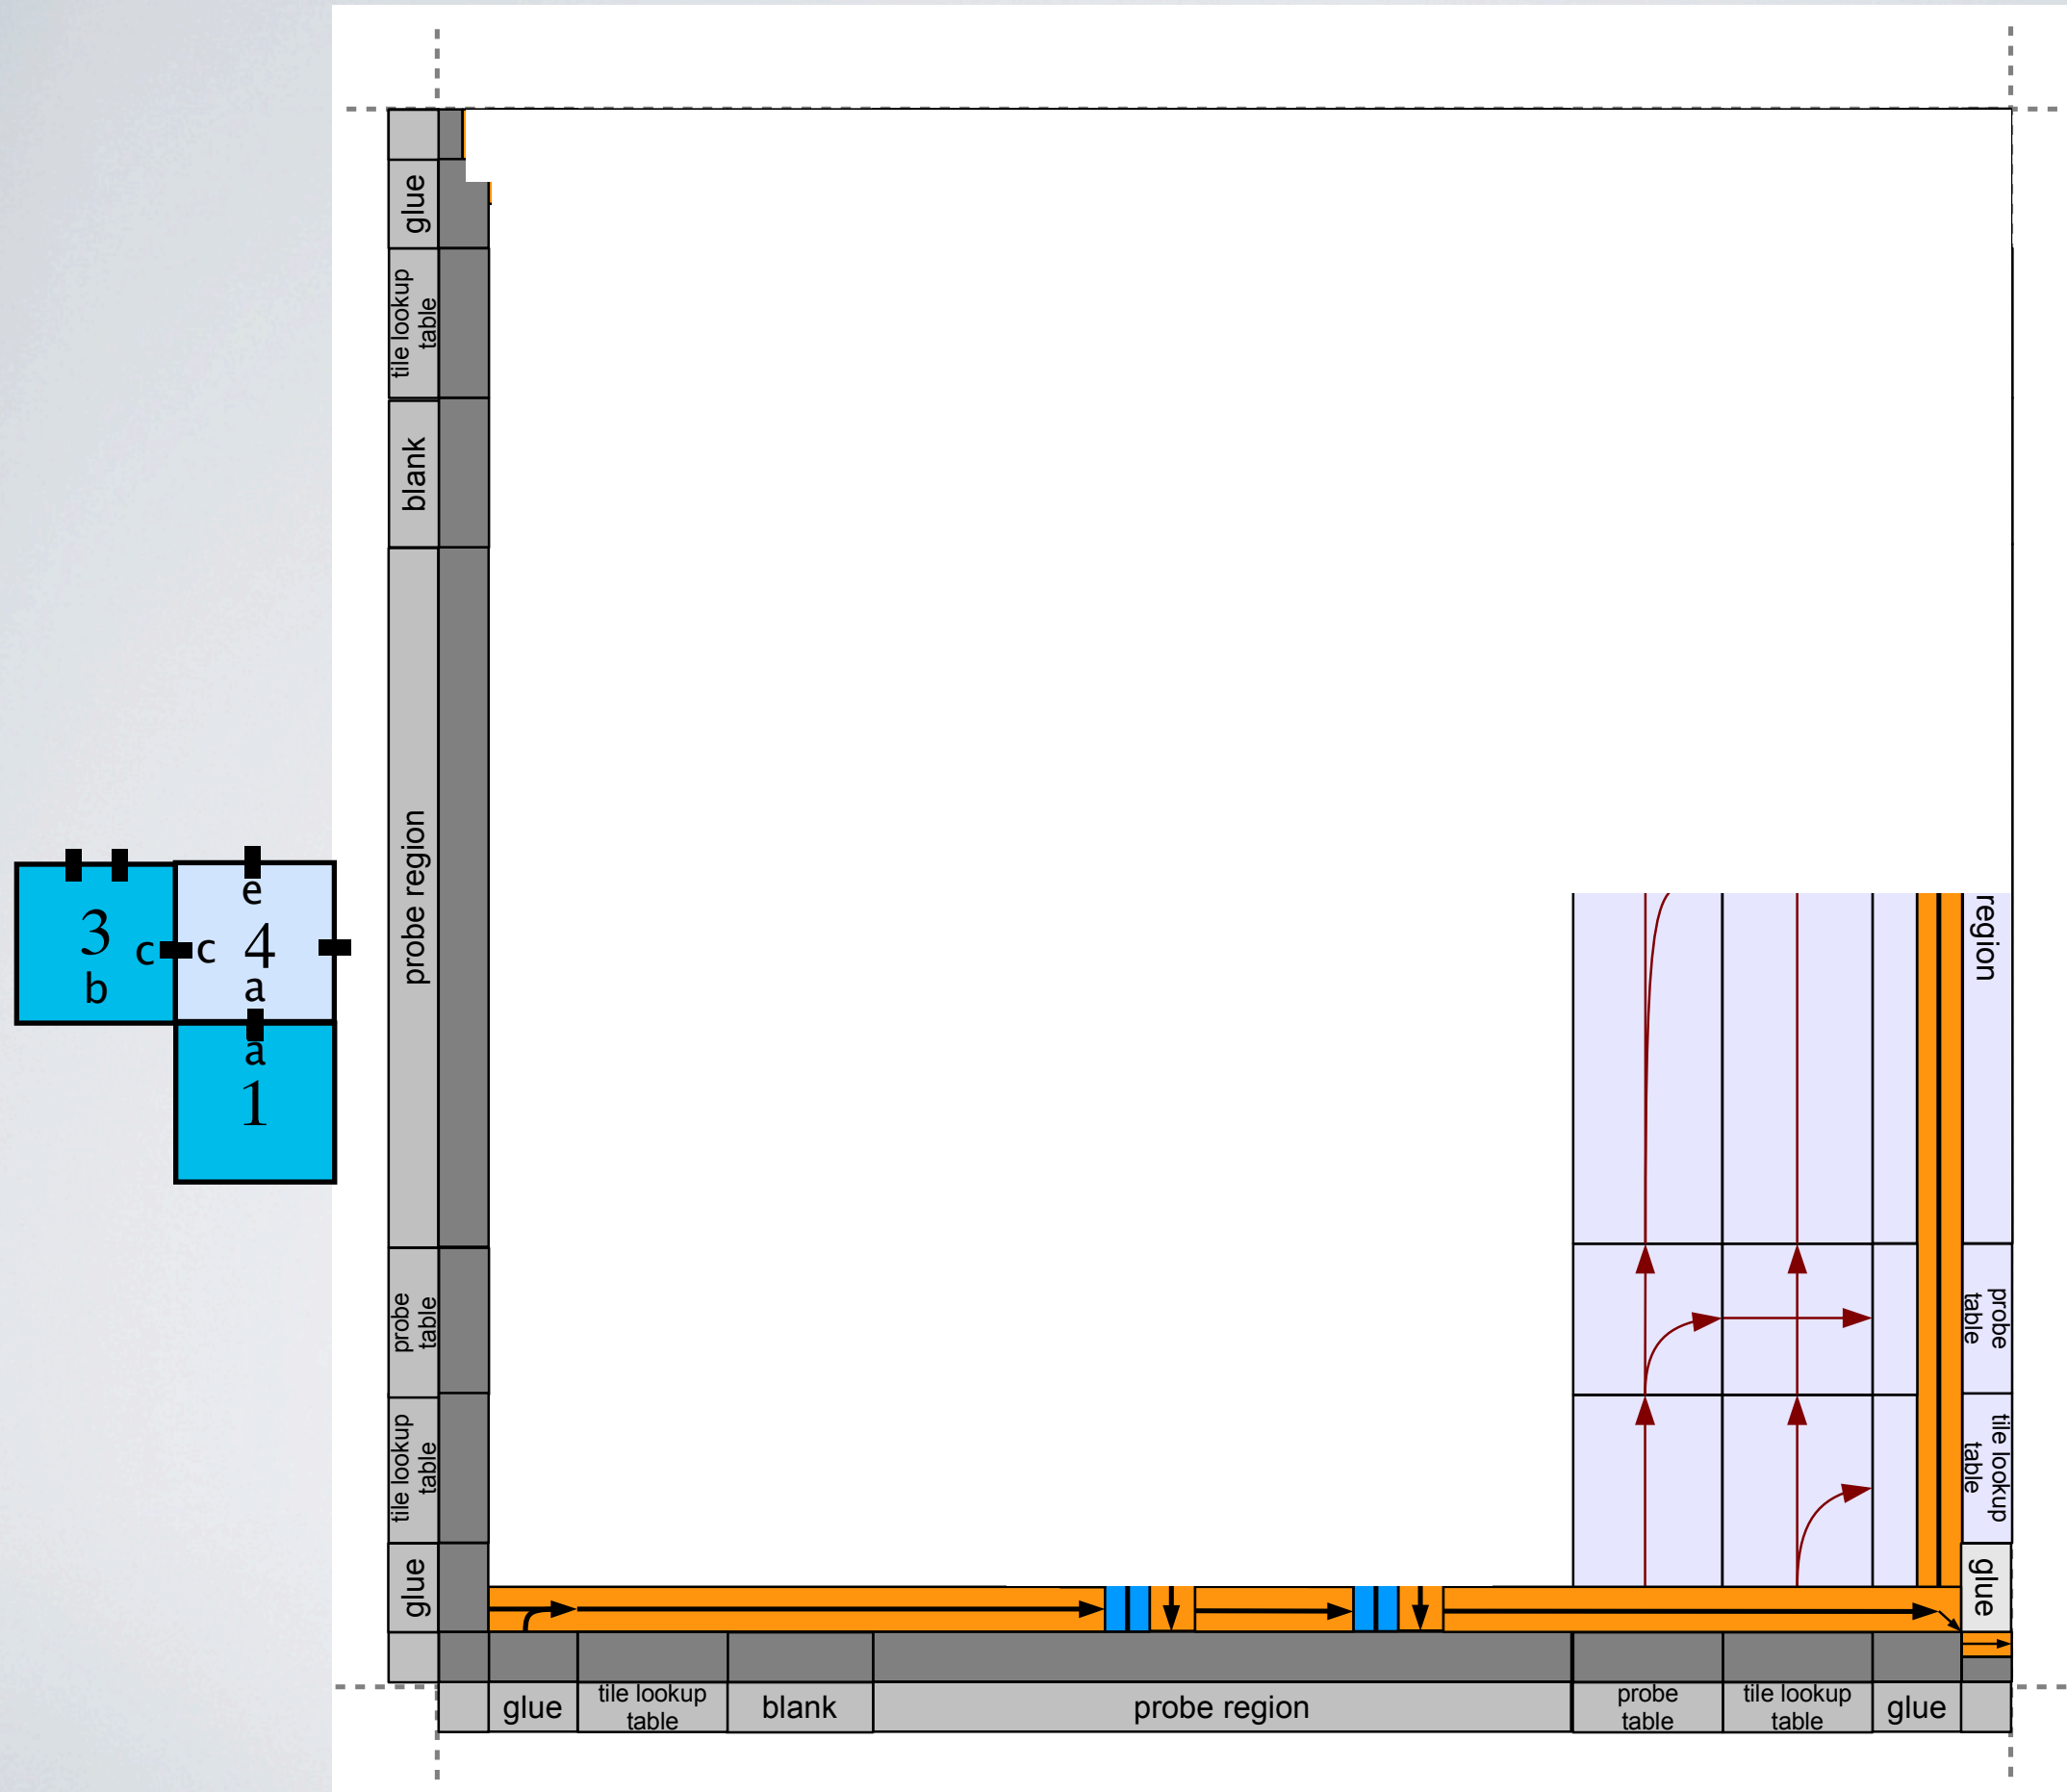 glue
tile lookup
table
blank
probe region
probe
table
tile lookup
table
glue
e
3
c
c
4
b
a
a
1
region
probe
table
tile lookup
table
glue
glue
tile lookup
table
blank
probe region
probe
table
tile lookup
table
glue